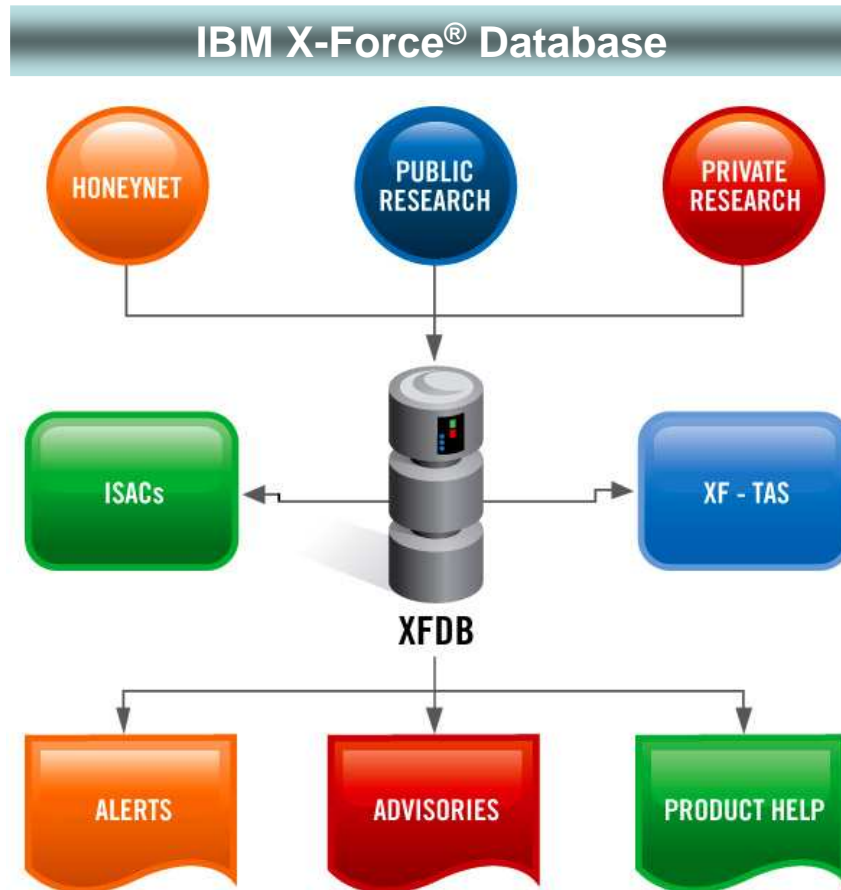 IBM X-Force® Database
HONEYNET
PUBLIC
RESEARCH
PRIVATE
RESEARCH
ISACs
XF - TAS
XFDB
ALERTS
ADVISORIES
PRODUCT HELP